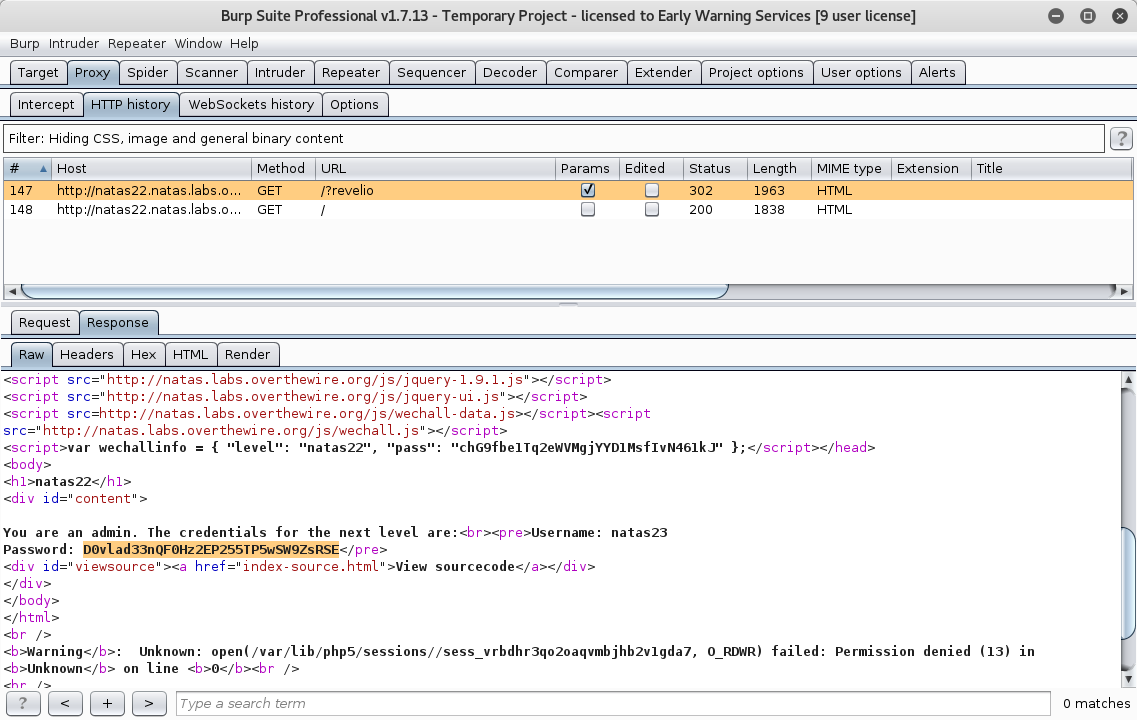 Burp Suite Professional v1.7.13 - Temporary Project - licensed to Early Warning Services [9 user license]
Burp Intruder Repeater Window Help
Target Proxy Spider Scanner Intruder Repeater Sequencer Decoder Comparer Extender Project options User options Alerts
Intercept HTTP history WebSockets history Options
Filter: Hiding CSS, image and general binary content ?
# Host Method URL Params Edited Status Length MIME type Extension Title
147 http://natas22.natas.labs.o... GET /?revelio 302 1963 HTML
148 http://natas22.natas.labs.o... GET / 200 1838 HTML
Request Response
Raw Headers Hex HTML Render
<script src="http://natas.labs.overthewire.org/js/jquery-1.9.1.js"></script>
<script src="http://natas.labs.overthewire.org/js/jquery-ui.js"></script>
<script src=http://natas.labs.overthewire.org/js/wechall-data.js></script><script
src="http://natas.labs.overthewire.org/js/wechall.js"></script>
<script>var wechallinfo = { "level": "natas22", "pass": "chG9fbe1Tq2eWVMgjYYD1MsfIvN461kJ" };</script></head>
<body>
<h1>natas22</h1>
<div id="content">
You are an admin. The credentials for the next level are:<br><pre>Username: natas23
Password: D0vlad33nQF0Hz2EP255TP5wSW9ZsRSE</pre>
<div id="viewsource"><a href="index-source.html">View sourcecode</a></div>
</div>
</body>
</html>
<br />
<b>Warning</b>:  Unknown: open(/var/lib/php5/sessions//sess_vrbdhr3qo2oaqvmbjhb2v1gda7, O_RDWR) failed: Permission denied (13) in
<b>Unknown</b> on line <b>0</b><br />
<br />
? < + > Type a search term 0 matches